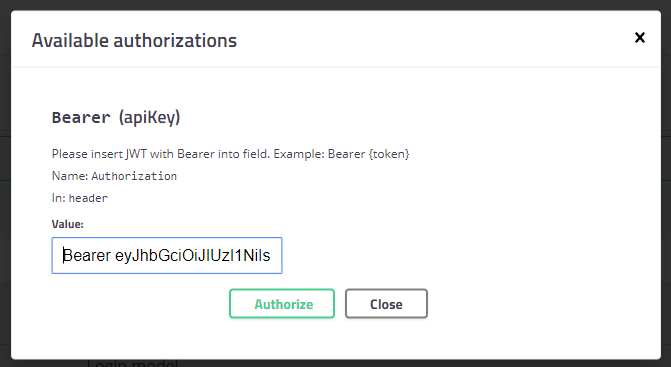 Available authorizations
×
Bearer (apiKey)
Please insert JWT with Bearer into field. Example: Bearer {token}
Name: Authorization
In: header
Value:
Bearer eyJhbGciOiJIUzI1NiIs
Authorize Close
Login model